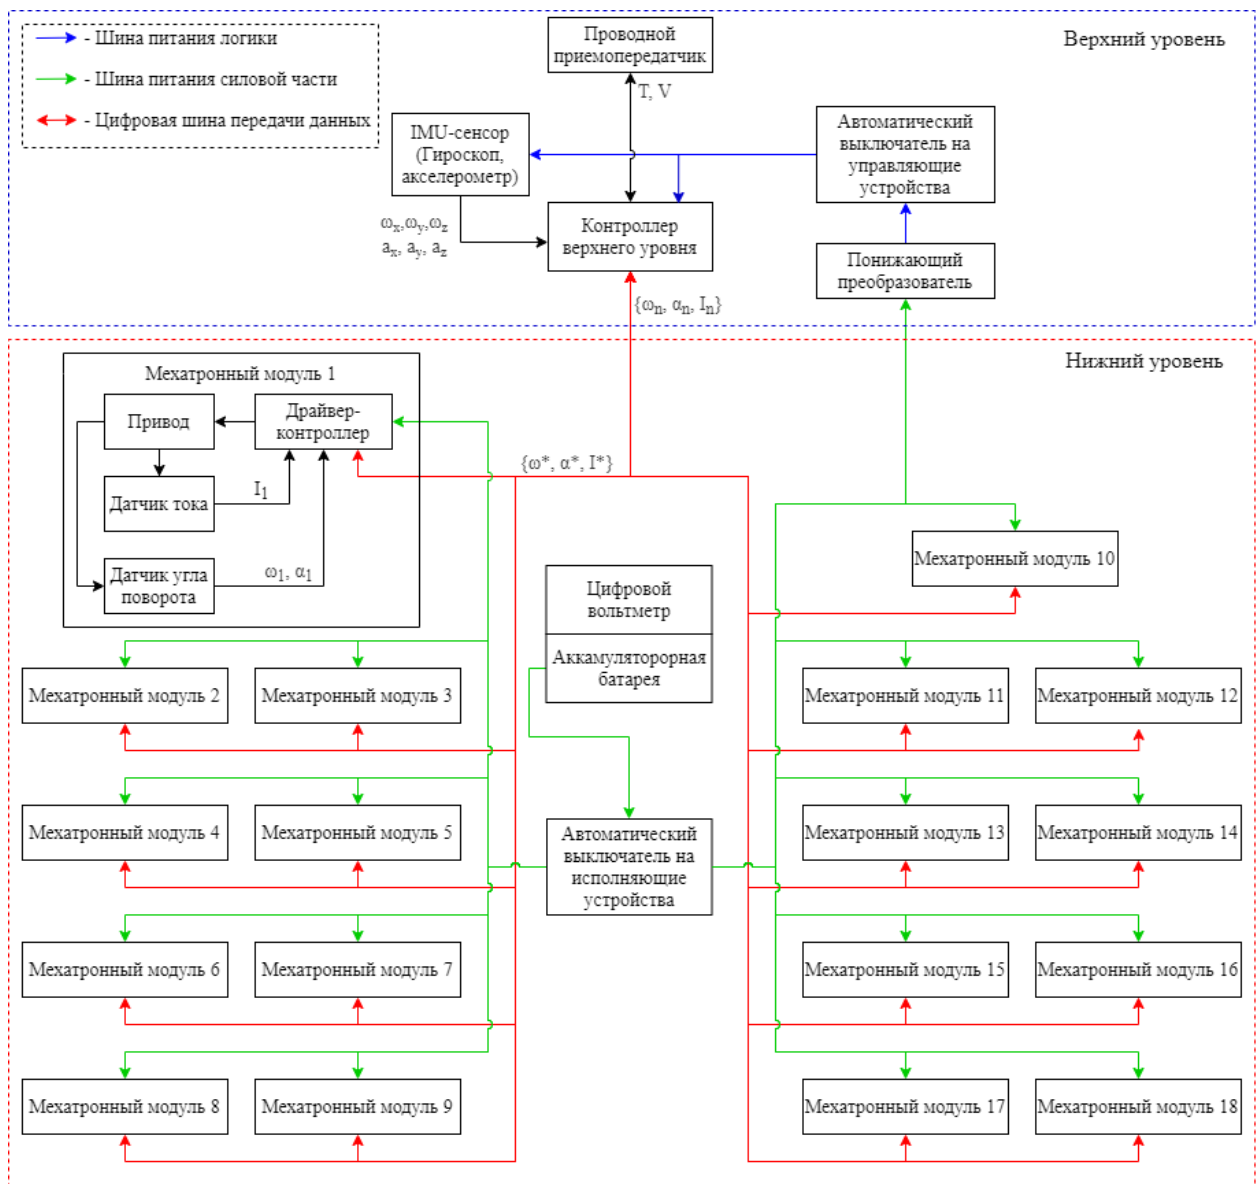 - Шина питания логики
- Шина питания силовой части
- Цифровая шина передачи данных
Верхний уровень
Проводной
приемопередатчик
T, V
IMU-сенсор
(Гироскоп,
акселерометр)
Автоматический
выключатель на
управляющие
устройства
ωx,ωy,ωz
ax, ay, az
Контроллер
верхнего уровня
Понижающий
преобразователь
{ωn, αn, In}
Нижний уровень
Мехатронный модуль 1
Привод
Драйвер-
контроллер
Датчик тока
I1
Датчик угла
поворота
ω1, α1
{ω*, α*, I*}
Мехатронный модуль 10
Цифровой
вольтметр
Аккамуляторорная
батарея
Мехатронный модуль 2
Мехатронный модуль 3
Мехатронный модуль 11
Мехатронный модуль 12
Мехатронный модуль 4
Мехатронный модуль 5
Автоматический
выключатель на
исполняющие
устройства
Мехатронный модуль 13
Мехатронный модуль 14
Мехатронный модуль 6
Мехатронный модуль 7
Мехатронный модуль 15
Мехатронный модуль 16
Мехатронный модуль 8
Мехатронный модуль 9
Мехатронный модуль 17
Мехатронный модуль 18